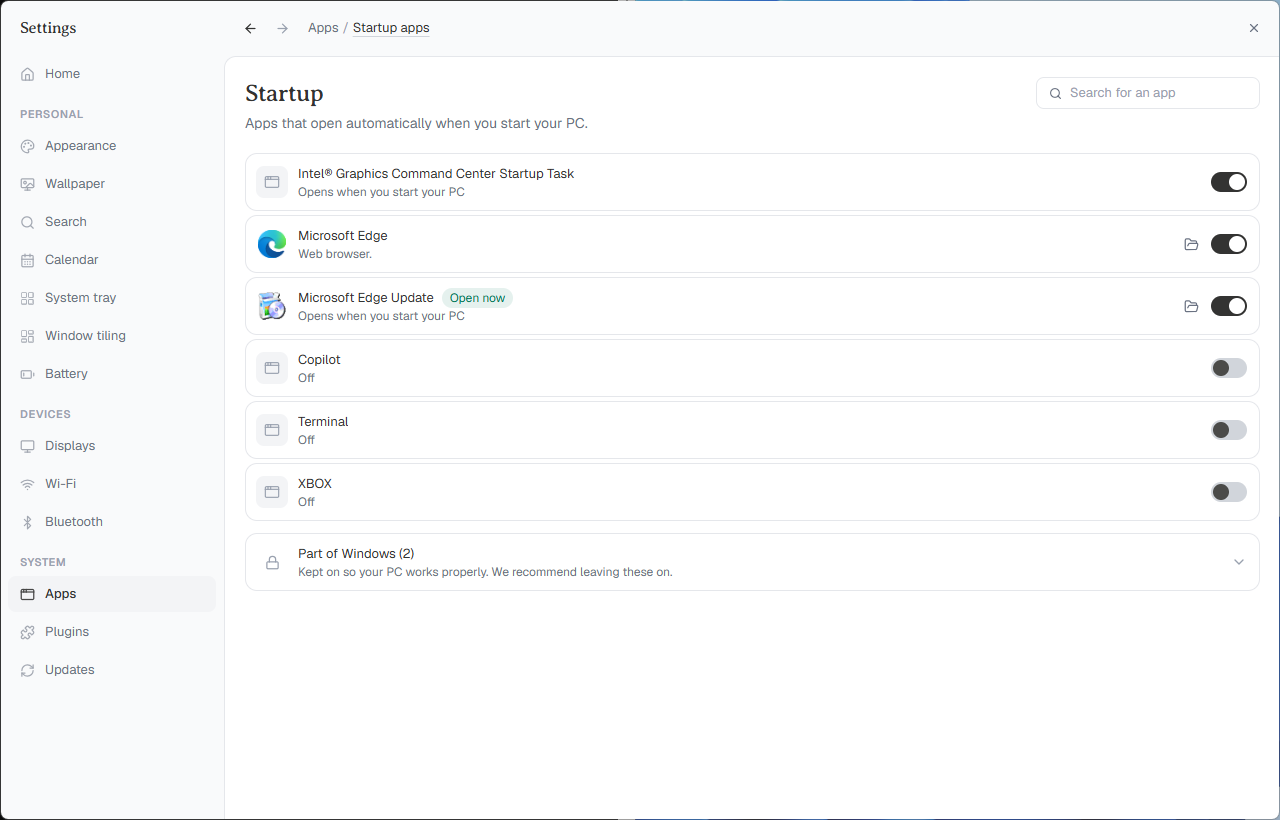 Settings
Apps / Startup apps
Home
PERSONAL
Appearance
Wallpaper
Search
Calendar
System tray
Window tiling
Battery
DEVICES
Displays
Wi-Fi
Bluetooth
SYSTEM
Apps
Plugins
Updates
Startup
Search for an app
Apps that open automatically when you start your PC.
Intel® Graphics Command Center Startup Task
Opens when you start your PC
Microsoft Edge
Web browser.
Microsoft Edge Update Open now
Opens when you start your PC
Copilot
Off
Terminal
Off
XBOX
Off
Part of Windows (2)
Kept on so your PC works properly. We recommend leaving these on.